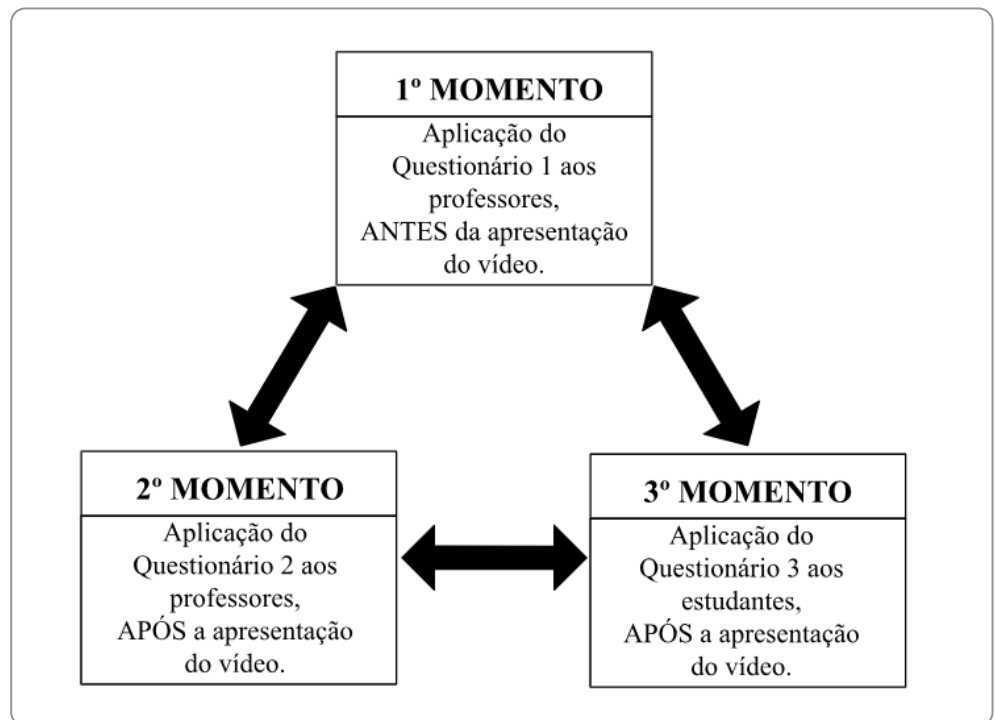 1º MOMENTO
Aplicação do
Questionário 1 aos
professores,
ANTES da apresentação
do vídeo.
2º MOMENTO
Aplicação do
Questionário 2 aos
professores,
APÓS a apresentação
do vídeo.
3º MOMENTO
Aplicação do
Questionário 3 aos
estudantes,
APÓS a apresentação
do vídeo.